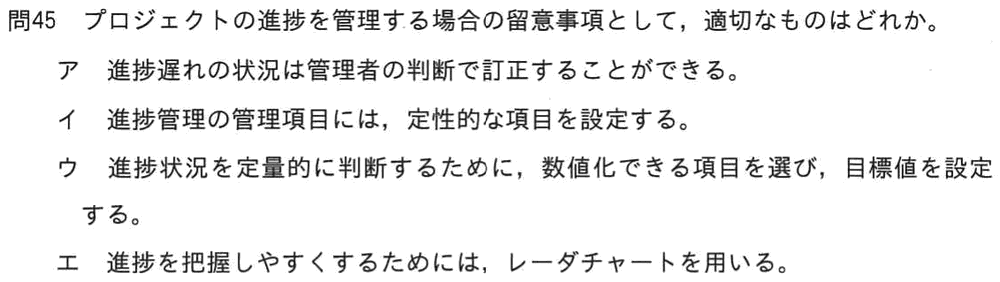 問45　プロジェクトの進捗を管理する場合の留意事項として，適切なものはどれか。
ア　進捗遅れの状況は管理者の判断で訂正することができる。
イ　進捗管理の管理項目には，定性的な項目を設定する。
ウ　進捗状況を定量的に判断するために，数値化できる項目を選び，目標値を設定
する。
エ　進捗を把握しやすくするためには，レーダチャートを用いる。